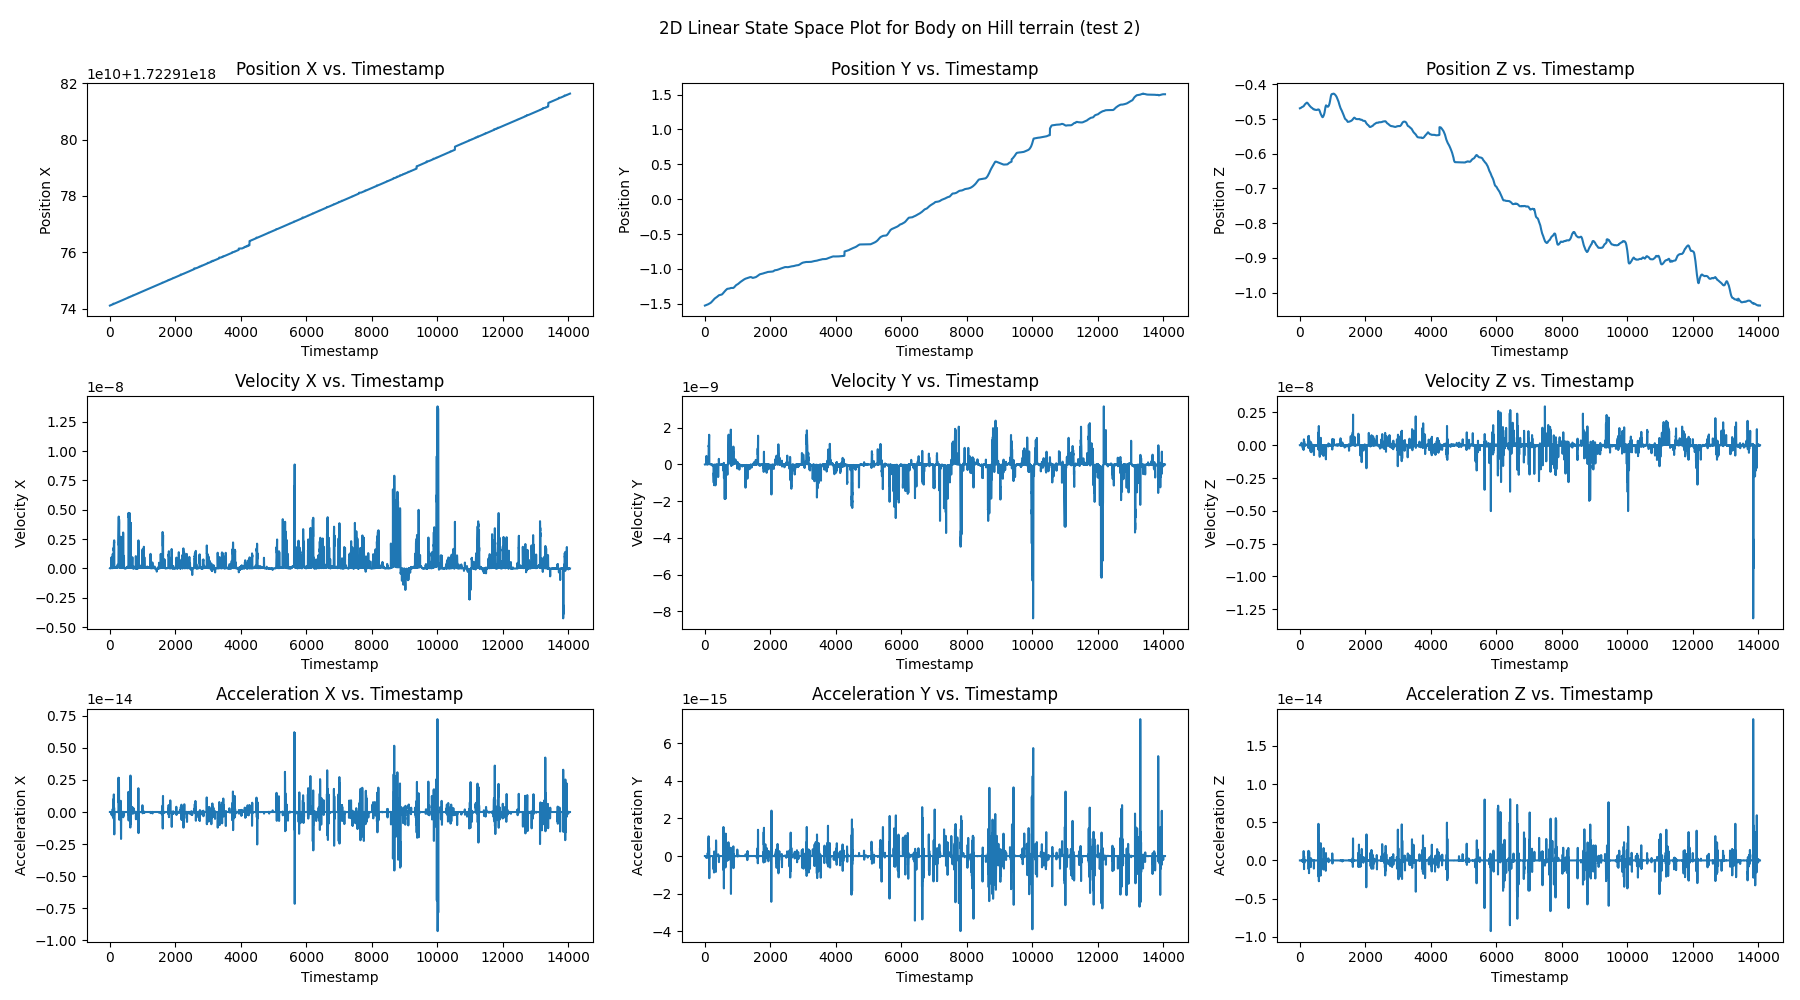 2D Linear State Space Plot for Body on Hill terrain (test 2)
Position X vs. Timestamp
1e10+1.72291e18
82
80
78
76
74
Position X
0 2000 4000 6000 8000 10000 12000 14000
Timestamp
Position Y vs. Timestamp
1.5
1.0
0.5
0.0
−0.5
−1.0
−1.5
Position Y
0 2000 4000 6000 8000 10000 12000 14000
Timestamp
Position Z vs. Timestamp
−0.4
−0.5
−0.6
−0.7
−0.8
−0.9
−1.0
Position Z
0 2000 4000 6000 8000 10000 12000 14000
Timestamp
Velocity X vs. Timestamp
1e−8
1.25
1.00
0.75
0.50
0.25
0.00
−0.25
−0.50
Velocity X
0 2000 4000 6000 8000 10000 12000 14000
Timestamp
Velocity Y vs. Timestamp
1e−9
2
0
−2
−4
−6
−8
Velocity Y
0 2000 4000 6000 8000 10000 12000 14000
Timestamp
Velocity Z vs. Timestamp
1e−8
0.25
0.00
−0.25
−0.50
−0.75
−1.00
−1.25
Velocity Z
0 2000 4000 6000 8000 10000 12000 14000
Timestamp
Acceleration X vs. Timestamp
1e−14
0.75
0.50
0.25
0.00
−0.25
−0.50
−0.75
−1.00
Acceleration X
0 2000 4000 6000 8000 10000 12000 14000
Timestamp
Acceleration Y vs. Timestamp
1e−15
6
4
2
0
−2
−4
Acceleration Y
0 2000 4000 6000 8000 10000 12000 14000
Timestamp
Acceleration Z vs. Timestamp
1e−14
1.5
1.0
0.5
0.0
−0.5
−1.0
Acceleration Z
0 2000 4000 6000 8000 10000 12000 14000
Timestamp